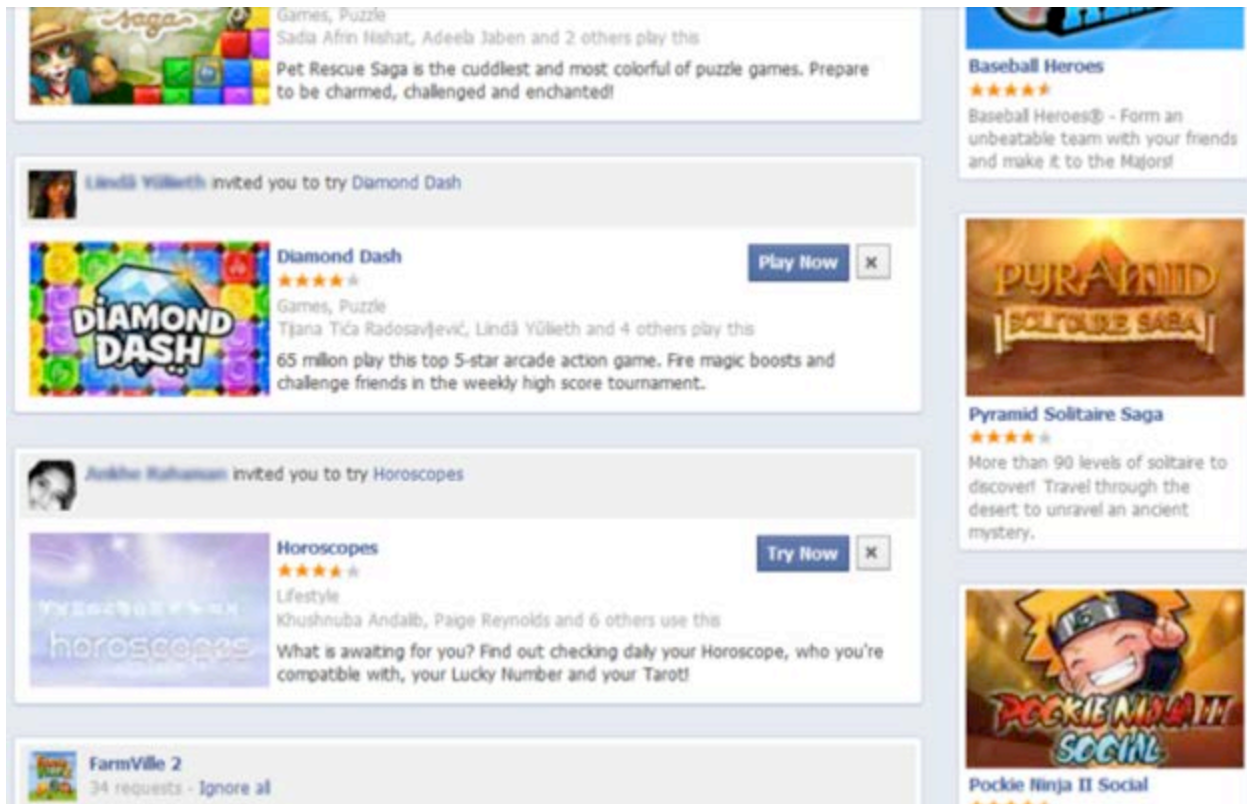 saga
Games, Puzzle
Sadia Afrin Nishat, Adeela Jaben and 2 others play this
Pet Rescue Saga is the cuddliest and most colorful of puzzle games. Prepare
to be charmed, challenged and enchanted!
invited you to try Diamond Dash
DIAMOND
DASH
Diamond Dash
Play Now
Games, Puzzle
Tijana Tića Radosavljević, Lindã Yülieth and 4 others play this
65 million play this top 5-star arcade action game. Fire magic boosts and
challenge friends in the weekly high score tournament.
invited you to try Horoscopes
horoscopes
Horoscopes
Try Now
Lifestyle
Khushnuba Andalib, Paige Reynolds and 6 others use this
What is awaiting for you? Find out checking daily your Horoscope, who you're
compatible with, your Lucky Number and your Tarot!
FarmVille 2
34 requests - Ignore all
Baseball Heroes
Baseball Heroes® - Form an
unbeatable team with your friends
and make it to the Majors!
PYRAMID
SOLITAIRE SAGA
Pyramid Solitaire Saga
More than 90 levels of solitaire to
discover! Travel through the
desert to unravel an ancient
mystery.
POCKIE NINJA II
SOCIAL
Pockie Ninja II Social